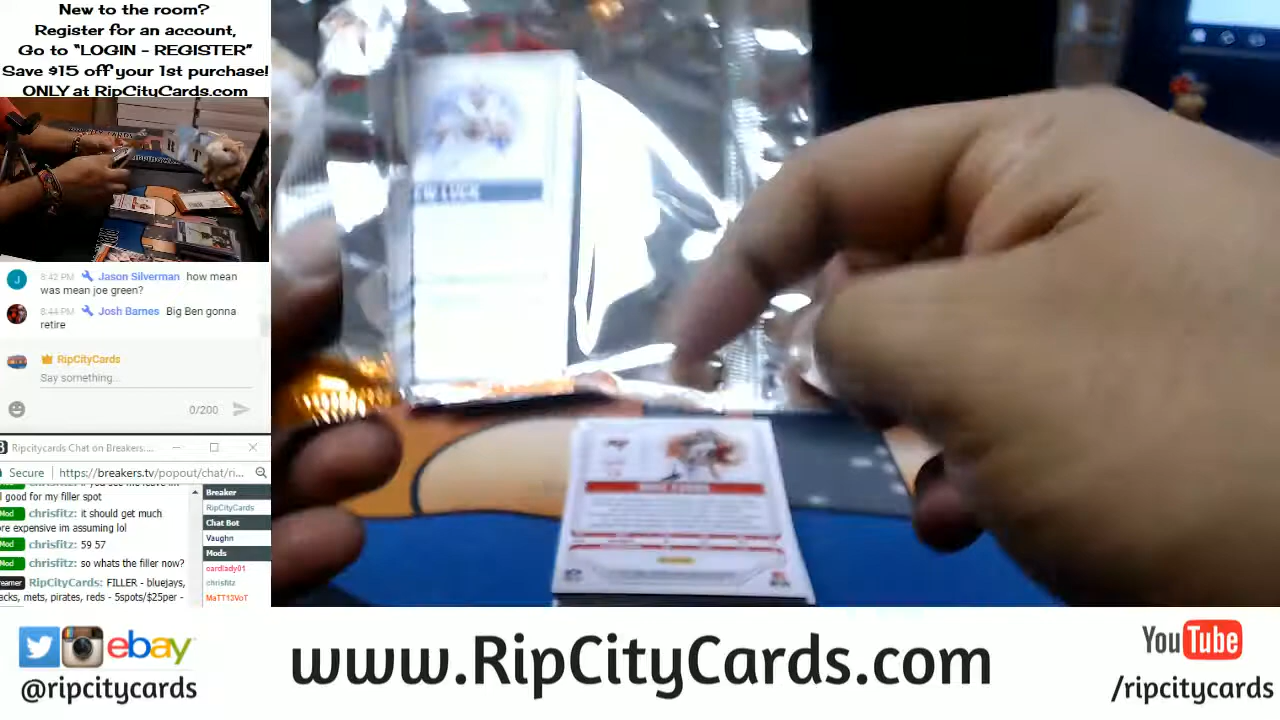 New to the room?
Register for an account,
Go to "LOGIN - REGISTER"
Save $15 off your 1st purchase!
ONLY at RipCityCards.com
J
8:42 PM Jason Silverman how mean
was mean joe green?
8:44 PM Josh Barnes Big Ben gonna
retire
RipCityCards
Say something...
0/200
Ripcitycards Chat on Breakers....
Secure https://breakers.tv/popout/chat/ri...
l good for my filler spot
Mod chrisfitz: it should get much
re expensive im assuming lol
Mod chrisfitz: 59 57
Mod chrisfitz: so whats the filler now?
eamer RipCityCards: FILLER - bluejays,
acks, mets, pirates, reds - 5spots/$25per -
Breaker
RipCityCards
Chat Bot
Vaughn
Mods
cardlady01
chrisfitz
MaTT13VoT
LUCK
ebay
@ripcitycards
www.RipCityCards.com
YouTube
/ripcitycards